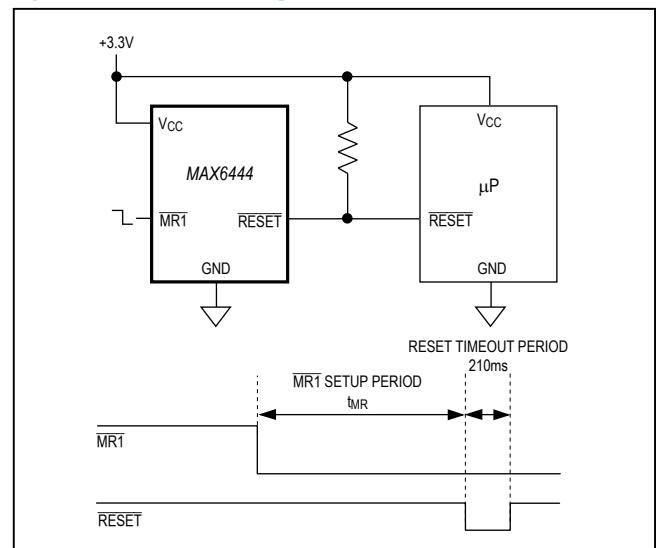 +3.3V
VCC
VCC
MAX6444
µP
MR1
RESET
RESET
GND
GND
RESET TIMEOUT PERIOD
210ms
MR1 SETUP PERIOD
tMR
MR1
RESET